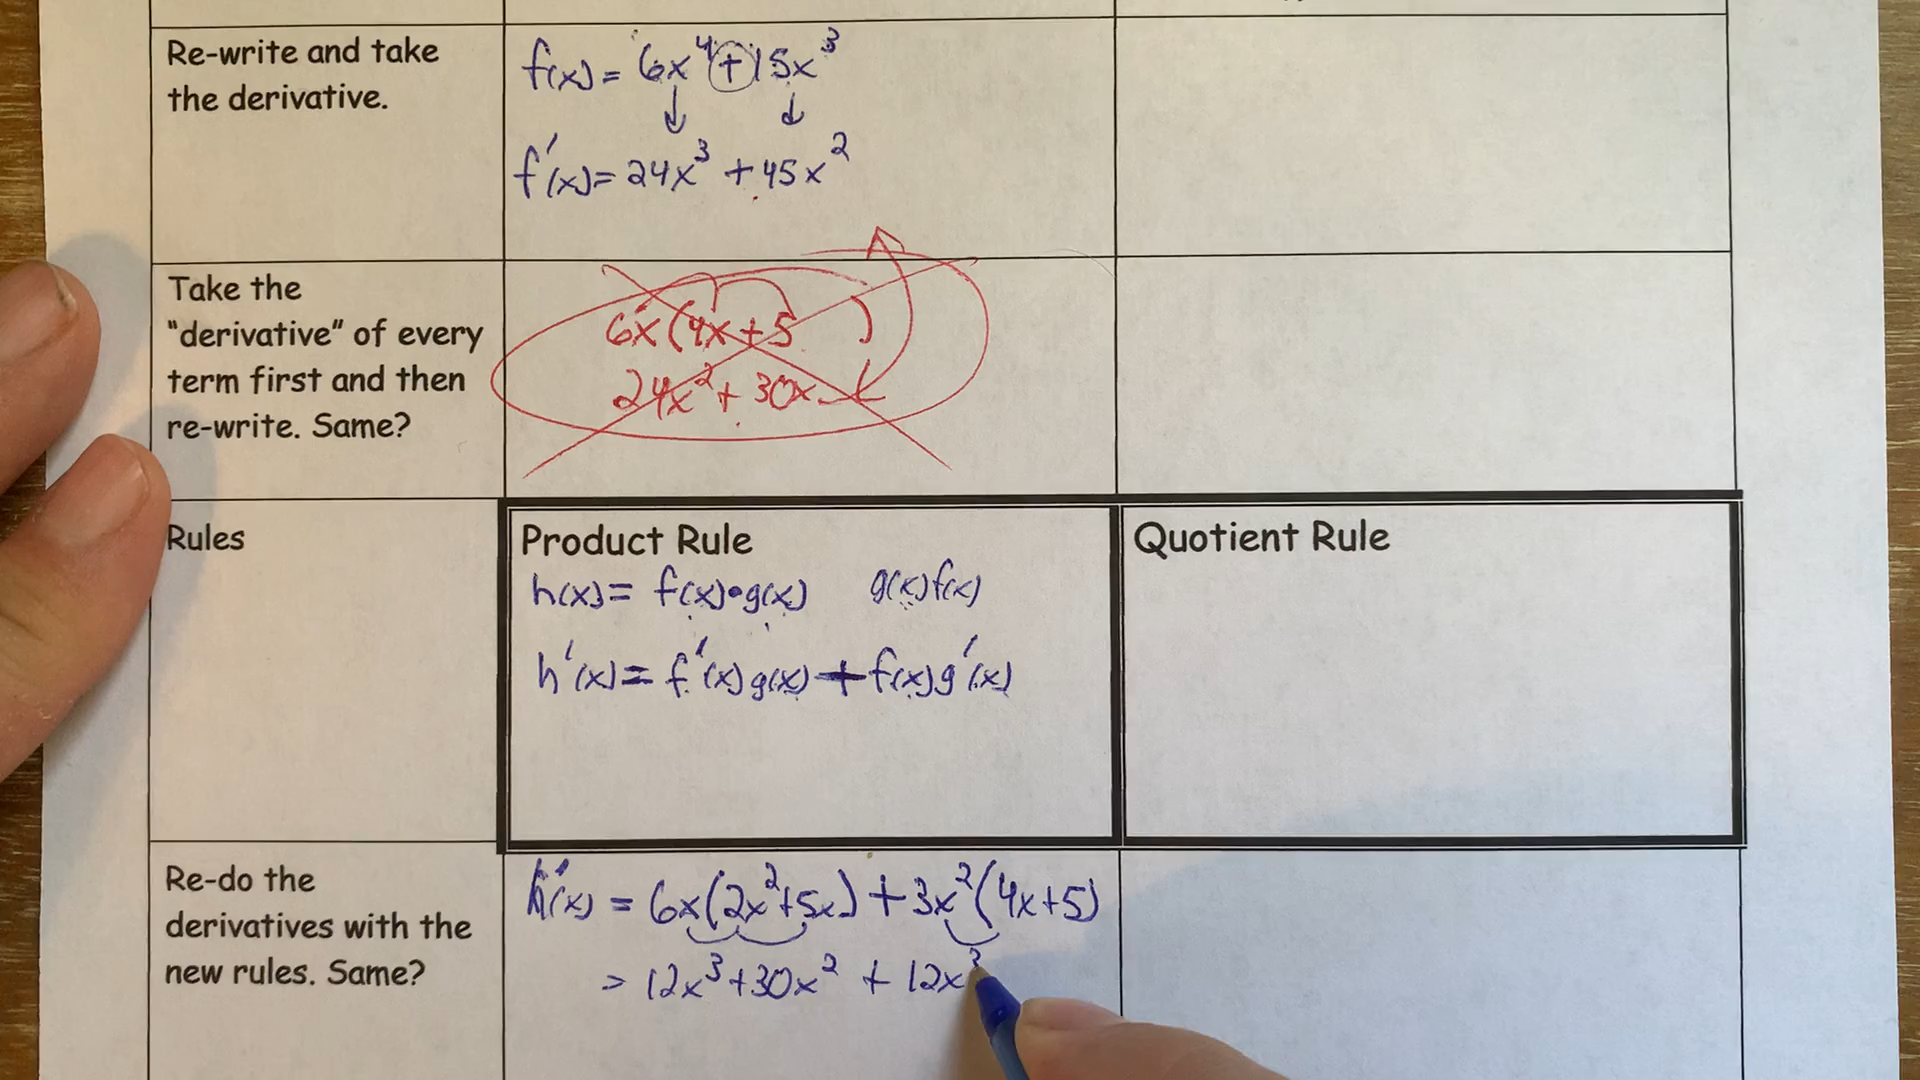 Re-write and take
the derivative.
f(x) = 6x⁴ + 15x³
f'(x) = 24x³ + 45x²
Take the
"derivative" of every
term first and then
re-write. Same?
6x(4x+5 )
24x² + 30x
Rules
Product Rule
h(x) = f(x)•g(x) g(x)f(x)
h'(x) = f'(x)g(x) + f(x)g'(x)
Quotient Rule
Re-do the
derivatives with the
new rules. Same?
h'(x) = 6x(2x²+5x) + 3x²(4x+5)
= 12x³+30x² + 12x³